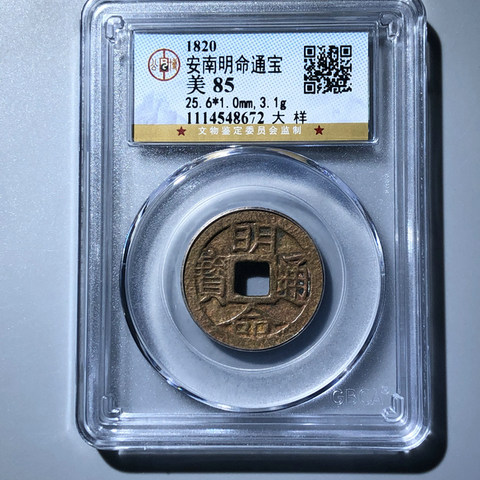 1820
安南明命通宝
美 85
25.6*1.0mm,3.1g
1114548672 大样
★ 文物鉴定委员会监制 ★
明命通寶